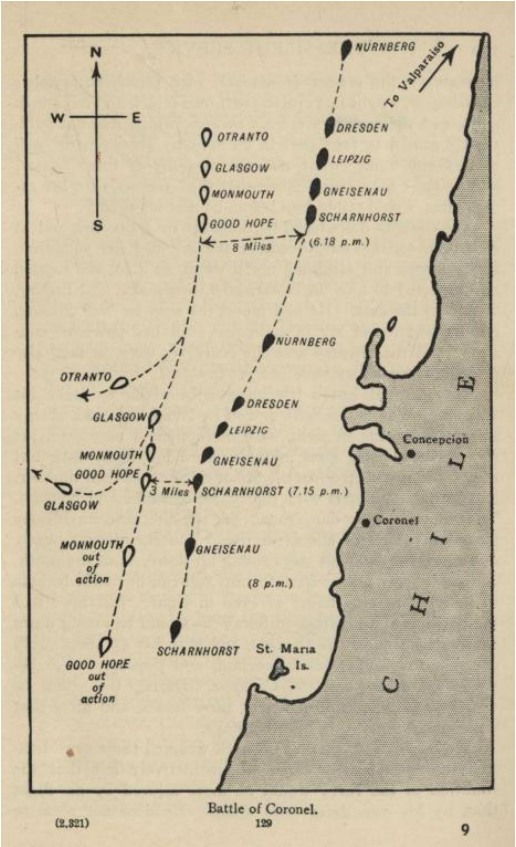 NÜRNBERG
To Valparaiso
N
W
E
S
DRESDEN
OTRANTO
LEIPZIG
GLASGOW
MONMOUTH
GNEISENAU
GOOD HOPE
SCHARNHORST
8 Miles
(6.18 p.m.)
NÜRNBERG
OTRANTO
DRESDEN
GLASGOW
LEIPZIG
Concepcion
MONMOUTH
GNEISENAU
GOOD HOPE
3 Miles
SCHARNHORST (7.15 p.m.)
GLASGOW
Coronel
MONMOUTH
out
of
action
GNEISENAU
(8 p.m.)
SCHARNHORST
St. Maria
Is.
GOOD HOPE
out
of
action
CHILE
Battle of Coronel.
(2,321)
129
9